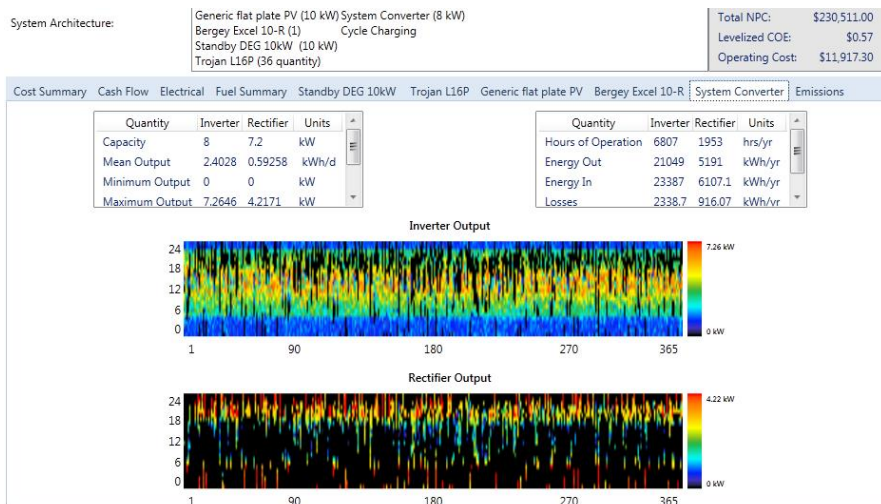 System Architecture:
Generic flat plate PV (10 kW) System Converter (8 kW)
Bergey Excel 10-R (1) Cycle Charging
Standby DEG 10kW (10 kW)
Trojan L16P (36 quantity)
Total NPC: $230,511.00
Levelized COE: $0.57
Operating Cost: $11,917.30
Cost Summary Cash Flow Electrical Fuel Summary Standby DEG 10kW Trojan L16P Generic flat plate PV Bergey Excel 10-R System Converter Emissions
Quantity Inverter Rectifier Units
Capacity 8 7.2 kW
Mean Output 2.4028 0.59258 kWh/d
Minimum Output 0 0 kW
Maximum Output 7.2646 4.2171 kW
Quantity Inverter Rectifier Units
Hours of Operation 6807 1953 hrs/yr
Energy Out 21049 5191 kWh/yr
Energy In 23387 6107.1 kWh/yr
Losses 2338.7 916.07 kWh/yr
Inverter Output
24
18
12
6
0
1 90 180 270 365
7.26 kW
0 kW
Rectifier Output
24
18
12
6
0
1 90 180 270 365
4.22 kW
0 kW